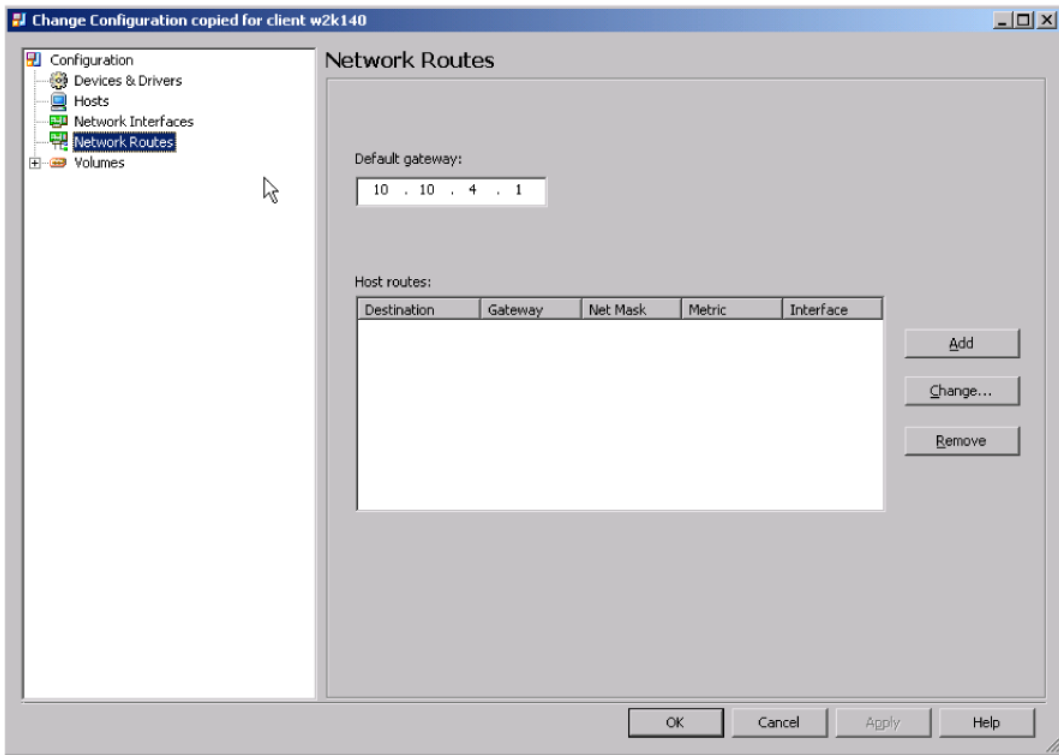 Change Configuration copied for client w2k140
Configuration
Devices & Drivers
Hosts
Network Interfaces
Network Routes
Volumes
Network Routes
Default gateway:
10 . 10 . 4 . 1
Host routes:
Destination Gateway Net Mask Metric Interface
Add
Change...
Remove
OK Cancel Apply Help